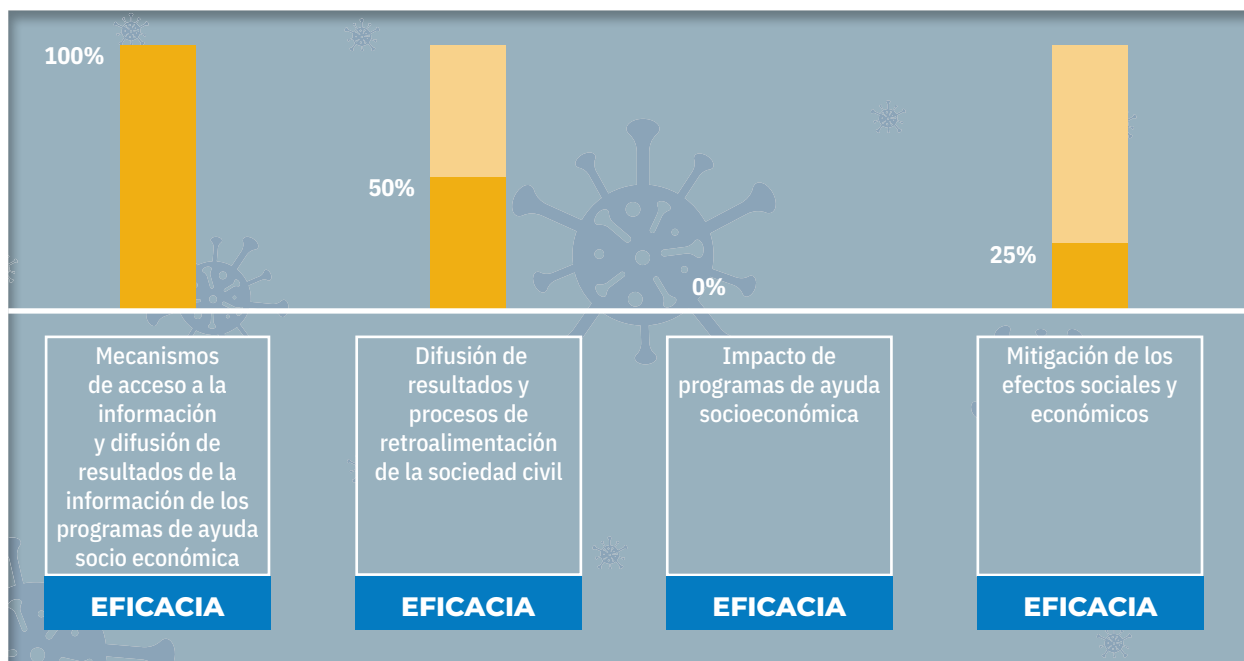 100%
50%
0%
25%
Mecanismos
de acceso a la
información
y difusión de
resultados de la
información de los
programas de ayuda
socio económica
EFICACIA
Difusión de
resultados y
procesos de
retroalimentación
de la sociedad civil
EFICACIA
Impacto de
programas de ayuda
socioeconómica
EFICACIA
Mitigación de los
efectos sociales y
económicos
EFICACIA